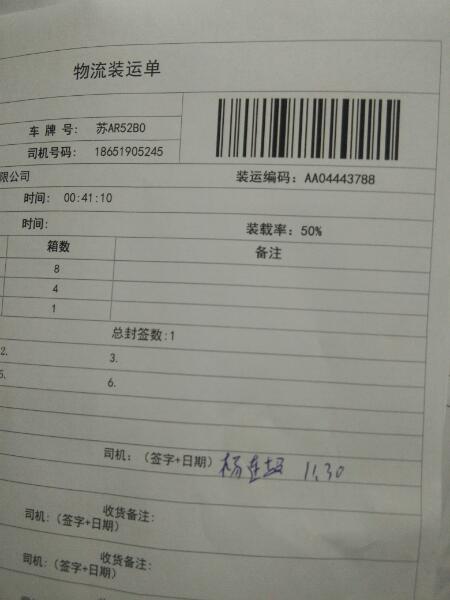 物流装运单
车牌号: 苏AR52B0
司机号码: 18651905245
限公司 装运编码: AA04443788
时间: 00:41:10
时间: 装载率: 50%
箱数 备注
8
4
1
总封签数:1
2. 3.
5. 6.
司机: (签字+日期) 杨 11.30
收货备注:
司机: (签字+日期)
收货备注:
司机: (签字+日期)